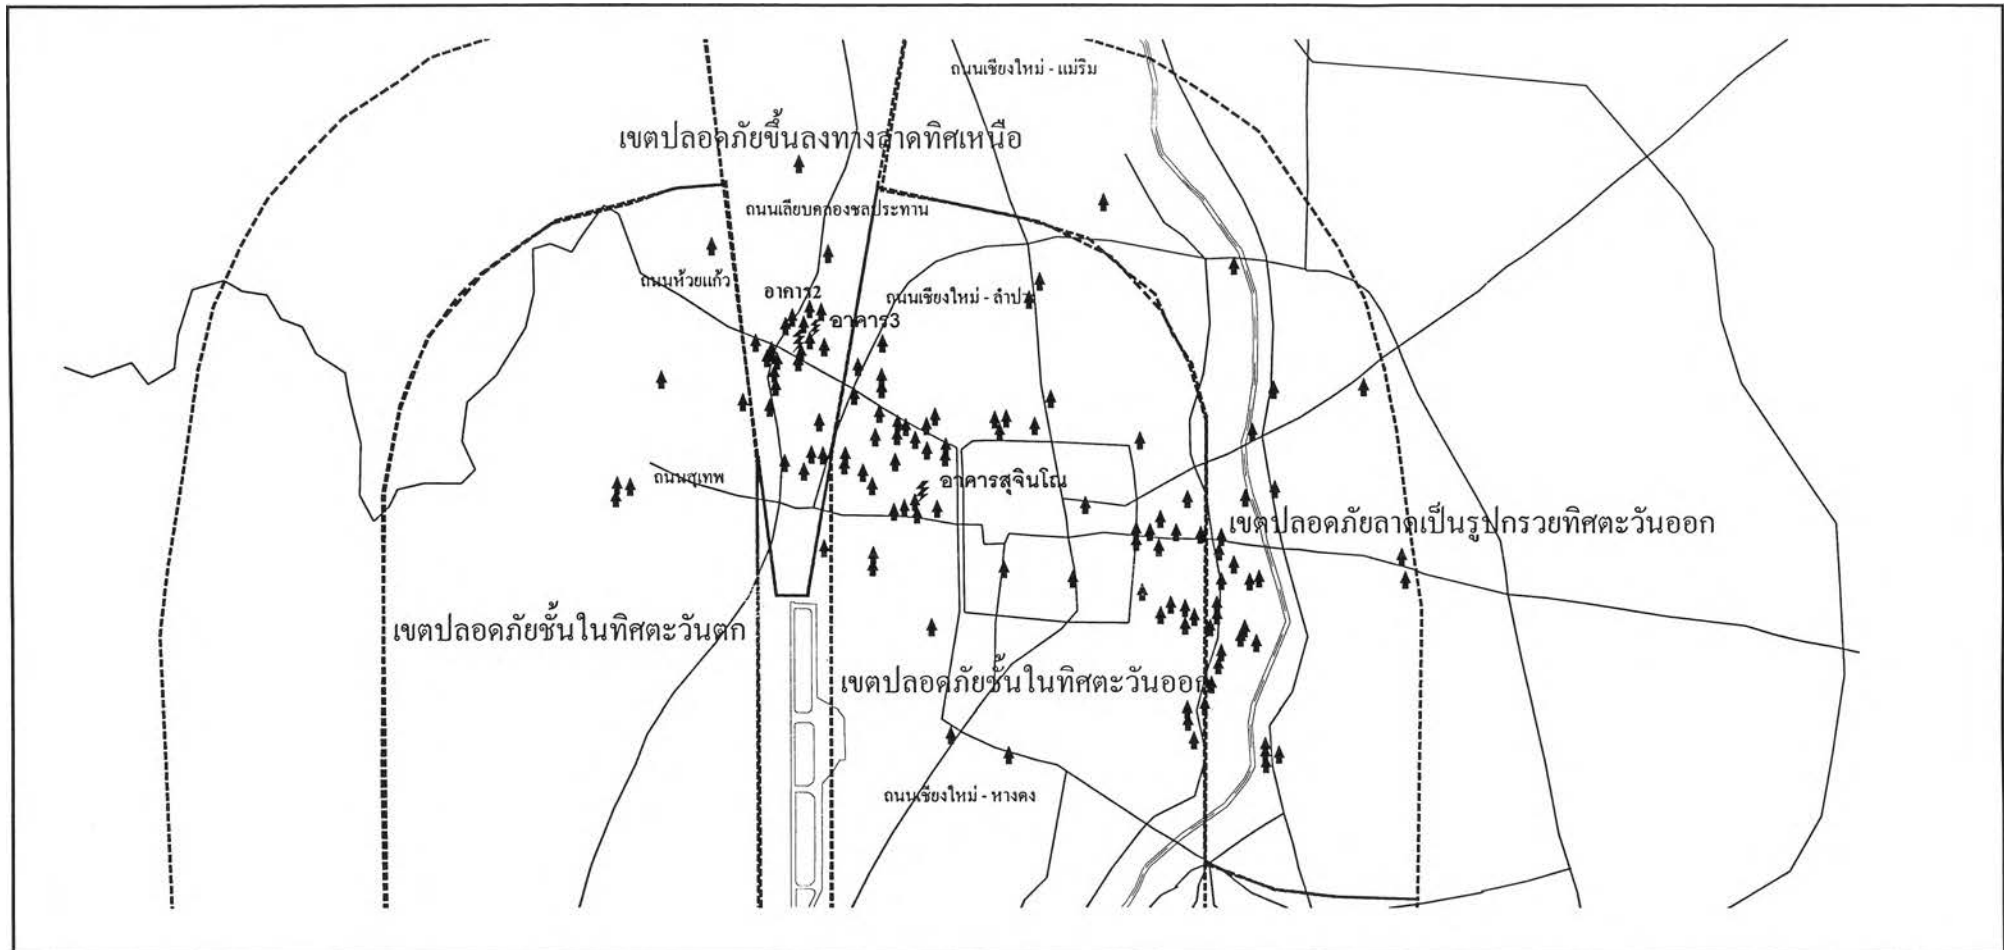 ถนนเชียงใหม่ - แม่ริม
เขตปลอดภัยขึ้นลงทางลาดทิศเหนือ
ถนนเลียบคลองชลประทาน
ถนนห้วยแก้ว
อาคาร2
ถนนเชียงใหม่ - ลำปาง
อาคาร3
ถนนสุเทพ
อาคารสุจินโณ
เขตปลอดภัยลาดเป็นรูปกรวยทิศตะวันออก
เขตปลอดภัยชั้นในทิศตะวันตก
เขตปลอดภัยชั้นในทิศตะวันออก
ถนนเชียงใหม่ - หางดง